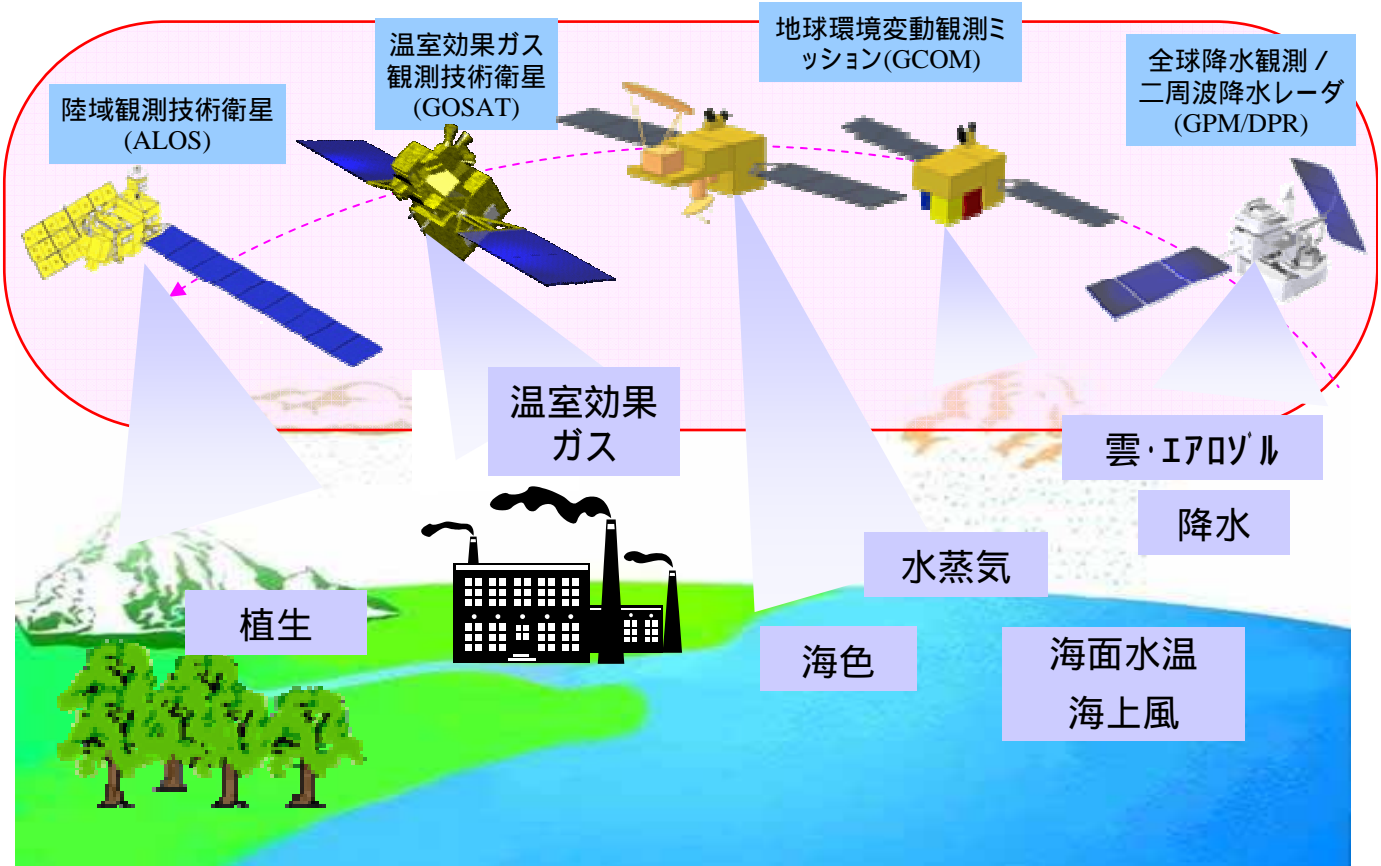 陸域観測技術衛星
(ALOS)
温室効果ガス
観測技術衛星
(GOSAT)
地球環境変動観測ミ
ッション(GCOM)
全球降水観測/
二周波降水レーダ
(GPM/DPR)
温室効果
ガス
雲・エアロゾル
降水
水蒸気
植生
海色
海面水温
海上風